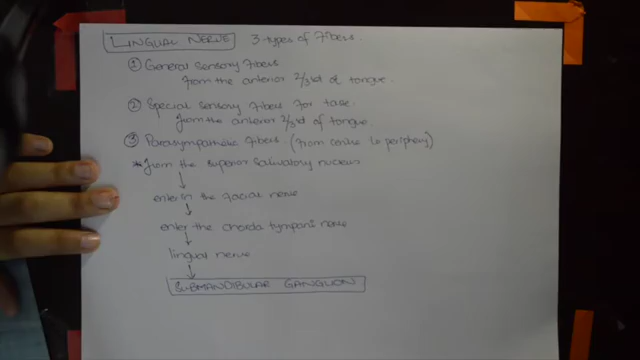 LINGUAL NERVE 3 types of Fibers.
① General sensory Fibers
from the anterior 2/3rd of tongue.
② Special sensory Fibers for taste.
from the anterior 2/3rd of tongue.
③ Parasympathetic Fibers. (From centre to periphery)
* from the superior salivatory nucleus
↓
enter in the facial nerve
↓
enter the chorda tympani nerve
↓
lingual nerve
↓
SUBMANDIBULAR GANGLION